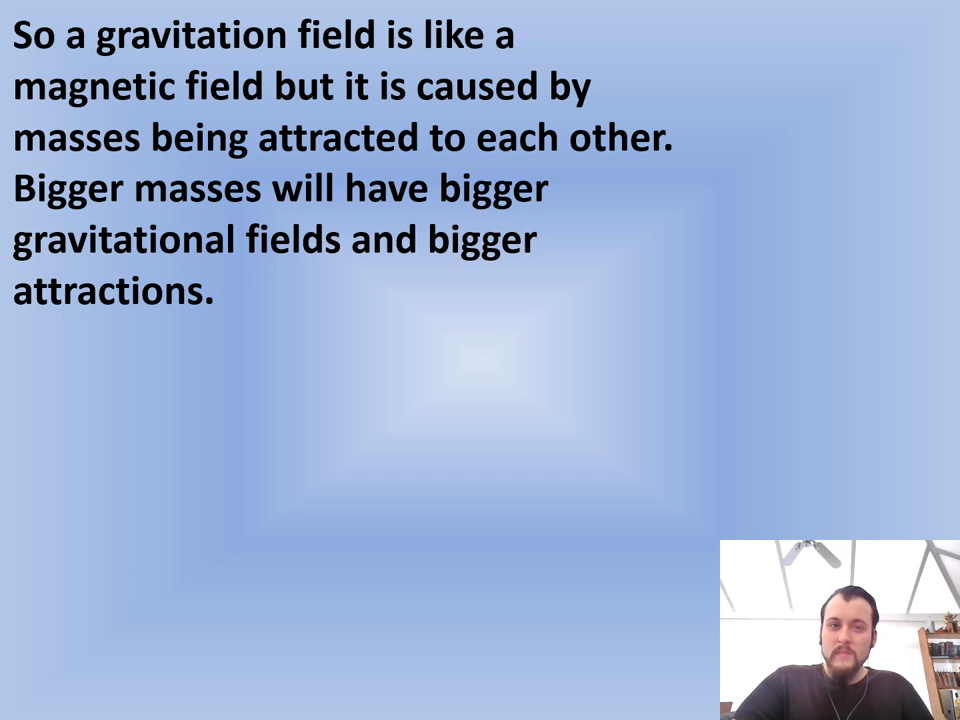 So a gravitation field is like a
magnetic field but it is caused by
masses being attracted to each other.
Bigger masses will have bigger
gravitational fields and bigger
attractions.